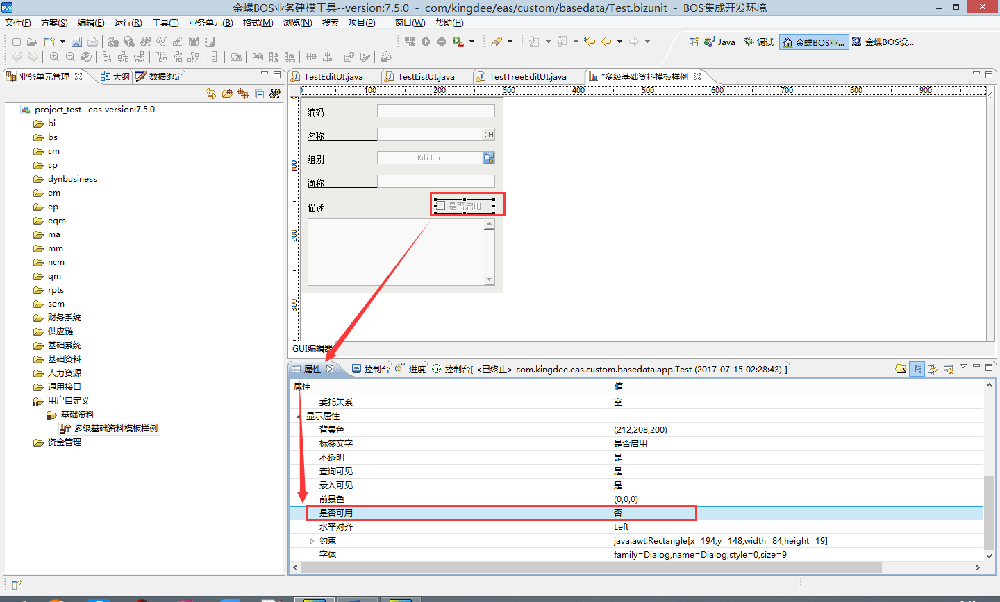 BOS
金蝶BOS业务建模工具--version:7.5.0 - com/kingdee/eas/custom/basedata/Test.bizunit - BOS集成开发环境
文件(F) 方案(S) 编辑(E) 运行(R) 工具(T) 业务单元(B) 格式(M) 浏览(N) 搜索 项目(P) 窗口(W) 帮助(H)
Java 调试 金蝶BOS业... 金蝶BOS设...
业务单元管理 大纲 数据绑定
TestEditUI.java TestListUI.java TestTreeEditUI.java *多级基础资料模板样例
0 100 200 300 400 500 600 700 800 900
project_test--eas version:7.5.0
bi
bs
cm
cp
dynbusiness
em
ep
eqm
ma
mm
ncm
qm
rpts
sem
财务系统
供应链
基础系统
基础资料
人力资源
通用接口
用户自定义
基础资料
多级基础资料模板样例
资金管理
100
200
300
编码:
名称: CH
组别 Editor
简称:
描述: 是否启用
GUI编辑器
属性 控制台 进度 控制台[ <已终止> com.kingdee.eas.custom.basedata.app.Test (2017-07-15 02:28:43) ]
属性 值
委托关系 空
显示属性
背景色 (212,208,200)
标签文字 是否启用
不透明 是
查询可见 是
录入可见 是
前景色 (0,0,0)
是否可用 否
水平对齐 Left
约束 java.awt.Rectangle[x=194,y=148,width=84,height=19]
字体 family=Dialog,name=Dialog,style=0,size=9